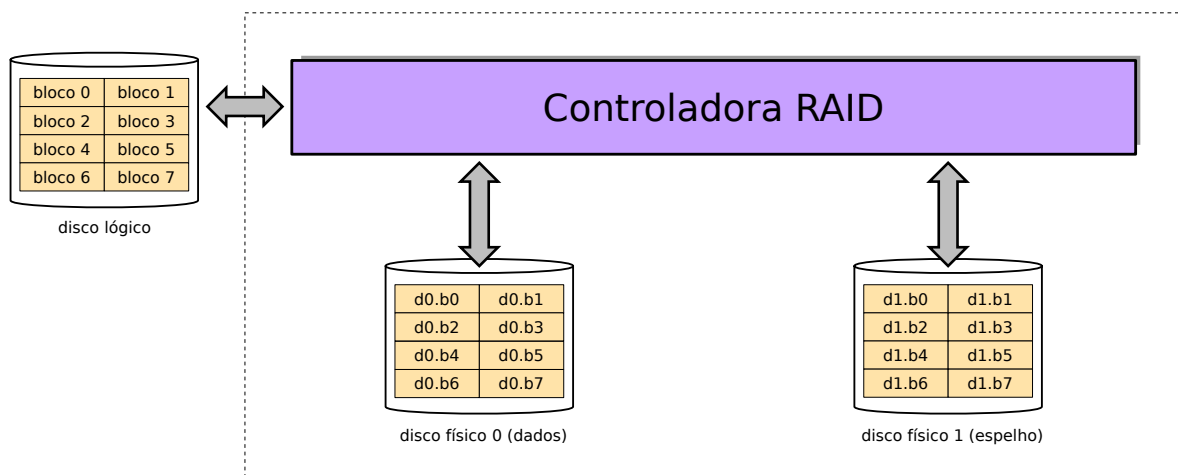 Controladora RAID
bloco 0 bloco 1
bloco 2 bloco 3
bloco 4 bloco 5
bloco 6 bloco 7
disco lógico
d0.b0 d0.b1
d0.b2 d0.b3
d0.b4 d0.b5
d0.b6 d0.b7
disco físico 0 (dados)
d1.b0 d1.b1
d1.b2 d1.b3
d1.b4 d1.b5
d1.b6 d1.b7
disco físico 1 (espelho)